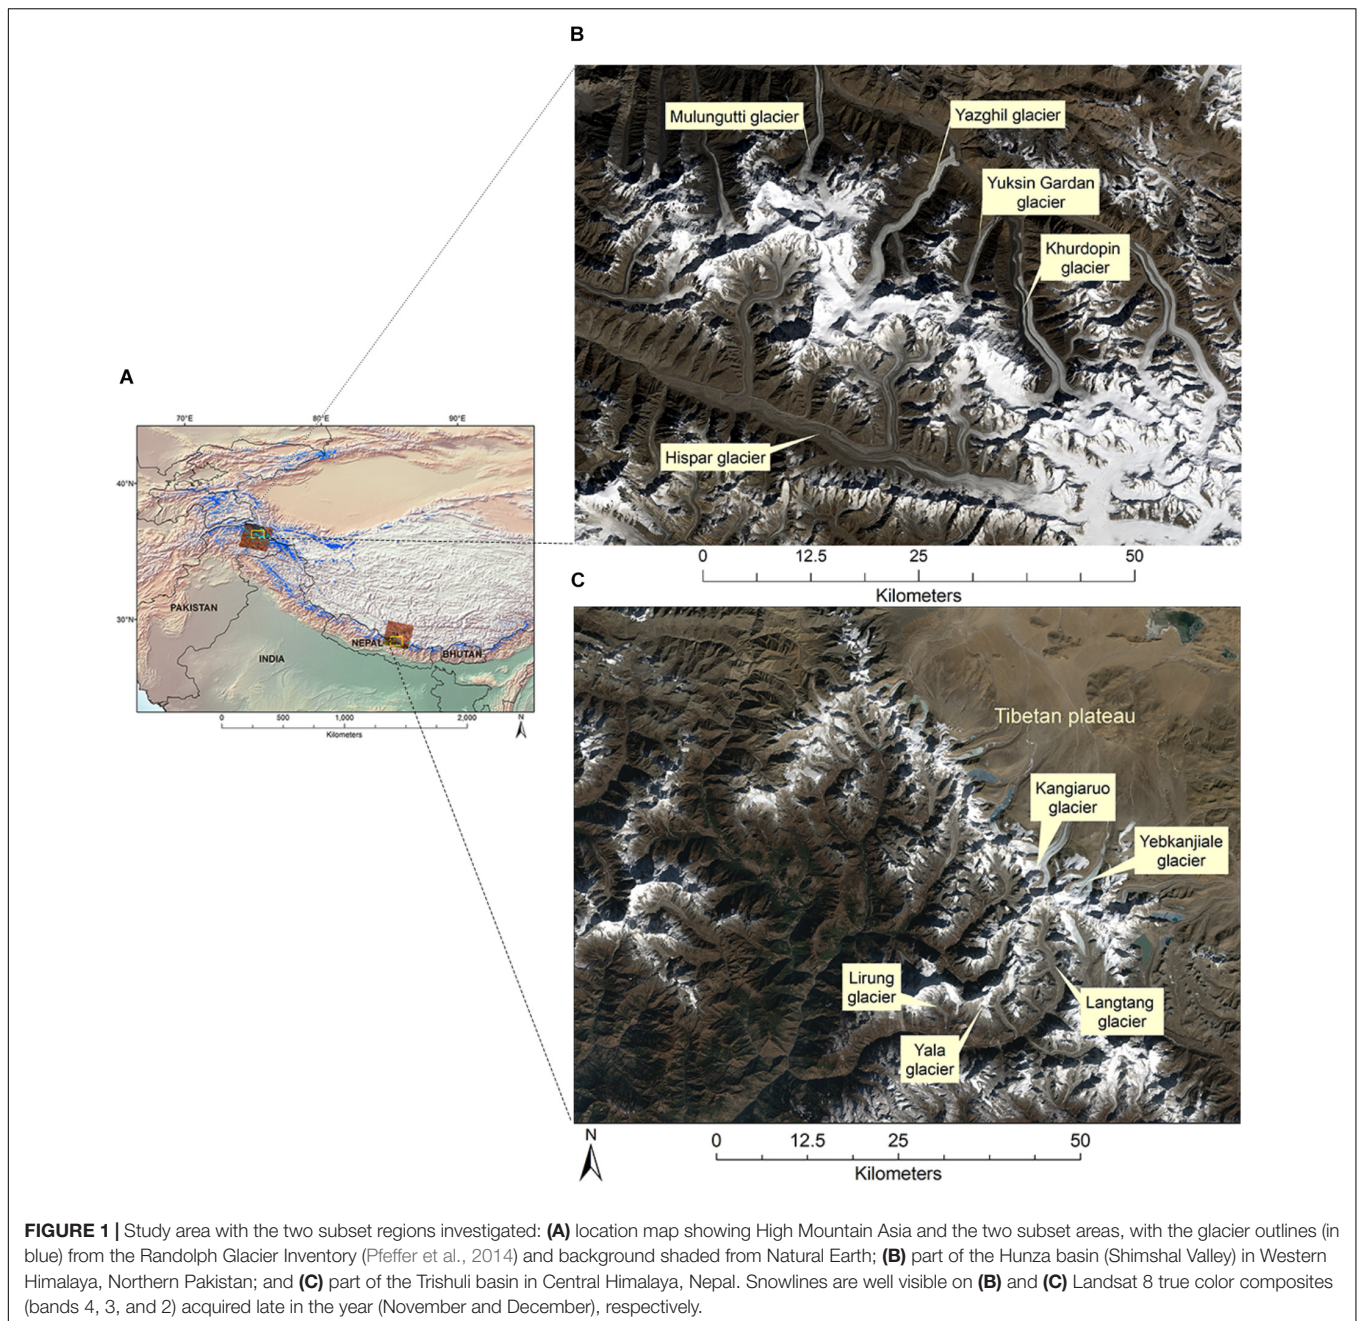 B
Mulungutti glacier
Yazghil glacier
Yuksin Gardan
glacier
Khurdopin
glacier
Hispar glacier
0 12.5 25 50
Kilometers
A
70°E 80°E 90°E
40°N
30°N
PAKISTAN
INDIA
NEPAL
BHUTAN
0 500 1,000 2,000
Kilometers
N
C
Tibetan plateau
Kangiaruo
glacier
Yebkanjiale
glacier
Lirung
glacier
Langtang
glacier
Yala
glacier
N
0 12.5 25 50
Kilometers
FIGURE 1 | Study area with the two subset regions investigated: (A) location map showing High Mountain Asia and the two subset areas, with the glacier outlines (in
blue) from the Randolph Glacier Inventory (Pfeffer et al., 2014) and background shaded from Natural Earth; (B) part of the Hunza basin (Shimshal Valley) in Western
Himalaya, Northern Pakistan; and (C) part of the Trishuli basin in Central Himalaya, Nepal. Snowlines are well visible on (B) and (C) Landsat 8 true color composites
(bands 4, 3, and 2) acquired late in the year (November and December), respectively.